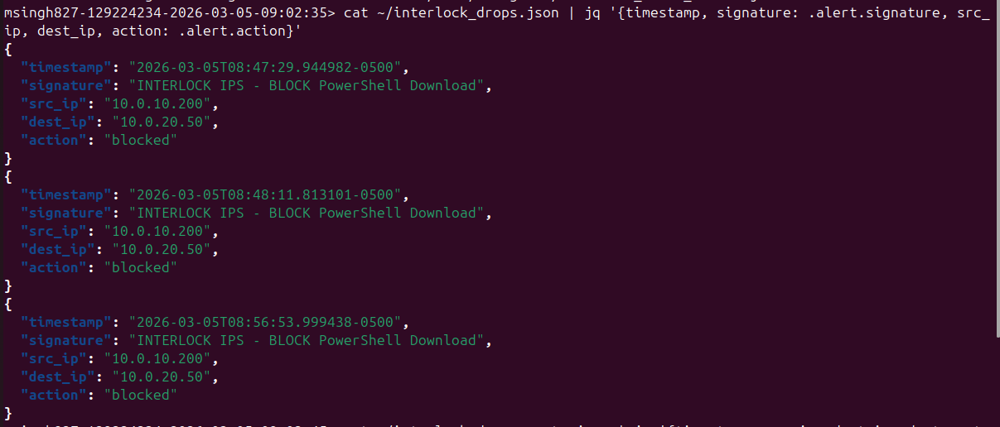 msingh827-129224234-2026-03-05-09:02:35> cat ~/interlock_drops.json | jq '{timestamp, signature: .alert.signature, src_
ip, dest_ip, action: .alert.action}'
{
  "timestamp": "2026-03-05T08:47:29.944982-0500",
  "signature": "INTERLOCK IPS - BLOCK PowerShell Download",
  "src_ip": "10.0.10.200",
  "dest_ip": "10.0.20.50",
  "action": "blocked"
}
{
  "timestamp": "2026-03-05T08:48:11.813101-0500",
  "signature": "INTERLOCK IPS - BLOCK PowerShell Download",
  "src_ip": "10.0.10.200",
  "dest_ip": "10.0.20.50",
  "action": "blocked"
}
{
  "timestamp": "2026-03-05T08:56:53.999438-0500",
  "signature": "INTERLOCK IPS - BLOCK PowerShell Download",
  "src_ip": "10.0.10.200",
  "dest_ip": "10.0.20.50",
  "action": "blocked"
}